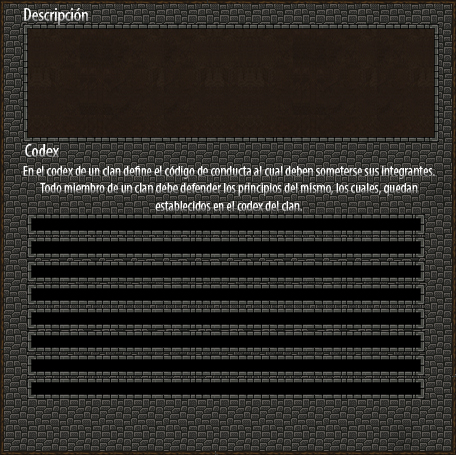 Descripción
Codex
En el codex de un clan define el código de conducta al cual deben someterse sus integrantes.
Todo miembro de un clan debe defender los principios del mismo, los cuales, quedan
establecidos en el codex del clan.